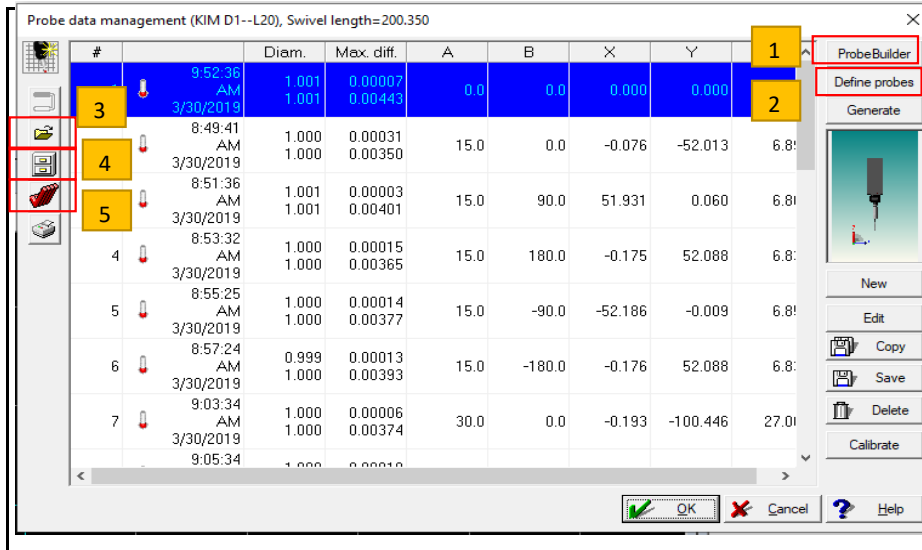 Probe data management (KIM D1--L20), Swivel length=200.350
# Diam. Max. diff. A B X Y
9:52:36 AM 3/30/2019 1.001 1.001 0.00007 0.00443 0.0 0.0 0.000 0.000
8:49:41 AM 3/30/2019 1.000 1.000 0.00031 0.00350 15.0 0.0 -0.076 -52.013
8:51:36 AM 3/30/2019 1.001 1.001 0.00003 0.00401 15.0 90.0 51.931 0.060
4 8:53:32 AM 3/30/2019 1.000 1.000 0.00015 0.00365 15.0 180.0 -0.175 52.088
5 8:55:25 AM 3/30/2019 1.000 1.000 0.00014 0.00377 15.0 -90.0 -52.186 -0.009
6 8:57:24 AM 3/30/2019 0.999 1.000 0.00013 0.00393 15.0 -180.0 -0.176 52.088
7 9:03:34 AM 3/30/2019 1.000 1.000 0.00006 0.00374 30.0 0.0 -0.193 -100.446
9:05:34
1
2
3
4
5
ProbeBuilder
Define probes
Generate
New
Edit
Copy
Save
Delete
Calibrate
OK
Cancel
Help